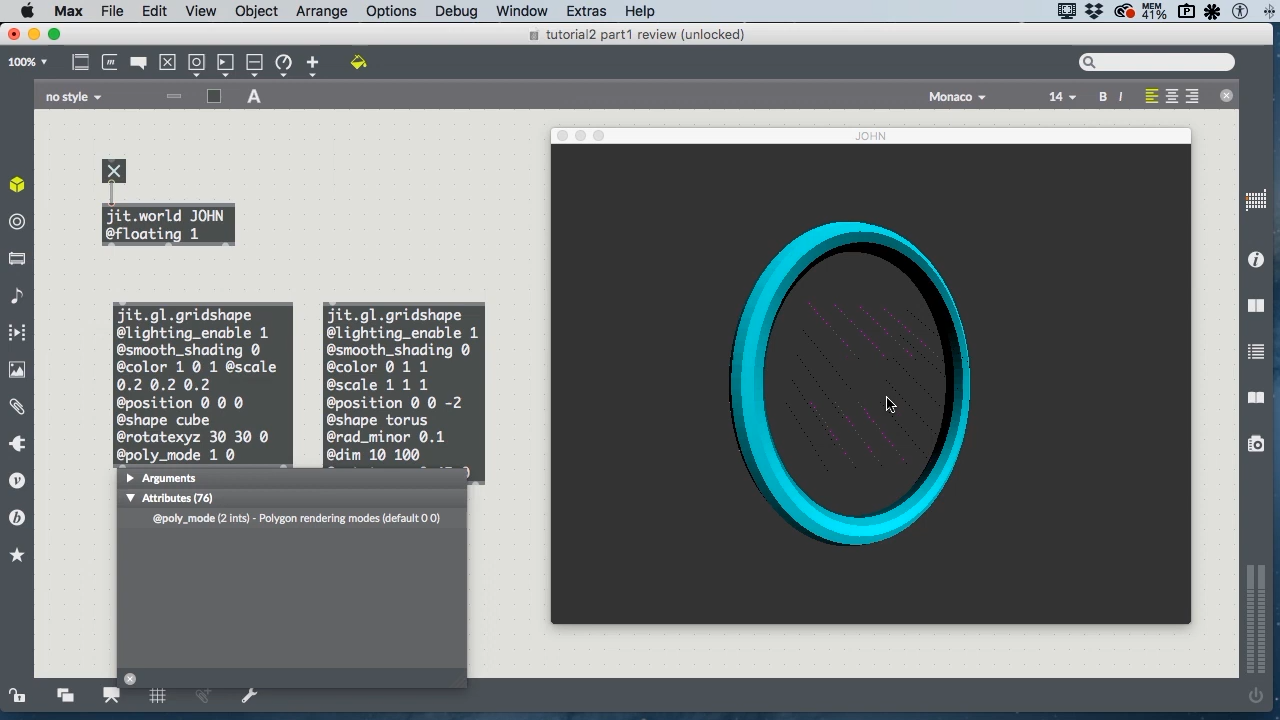 Max File Edit View Object Arrange Options Debug Window Extras Help MEM 41%
tutorial2 part1 review (unlocked)
100%
no style A Monaco 14 B I
JOHN
jit.world JOHN
@floating 1
jit.gl.gridshape
@lighting_enable 1
@smooth_shading 0
@color 1 0 1 @scale
0.2 0.2 0.2
@position 0 0 0
@shape cube
@rotatexyz 30 30 0
@poly_mode 1 0
jit.gl.gridshape
@lighting_enable 1
@smooth_shading 0
@color 0 1 1
@scale 1 1 1
@position 0 0 -2
@shape torus
@rad_minor 0.1
@dim 10 100
Arguments
Attributes (76)
@poly_mode (2 ints) - Polygon rendering modes (default 0 0)